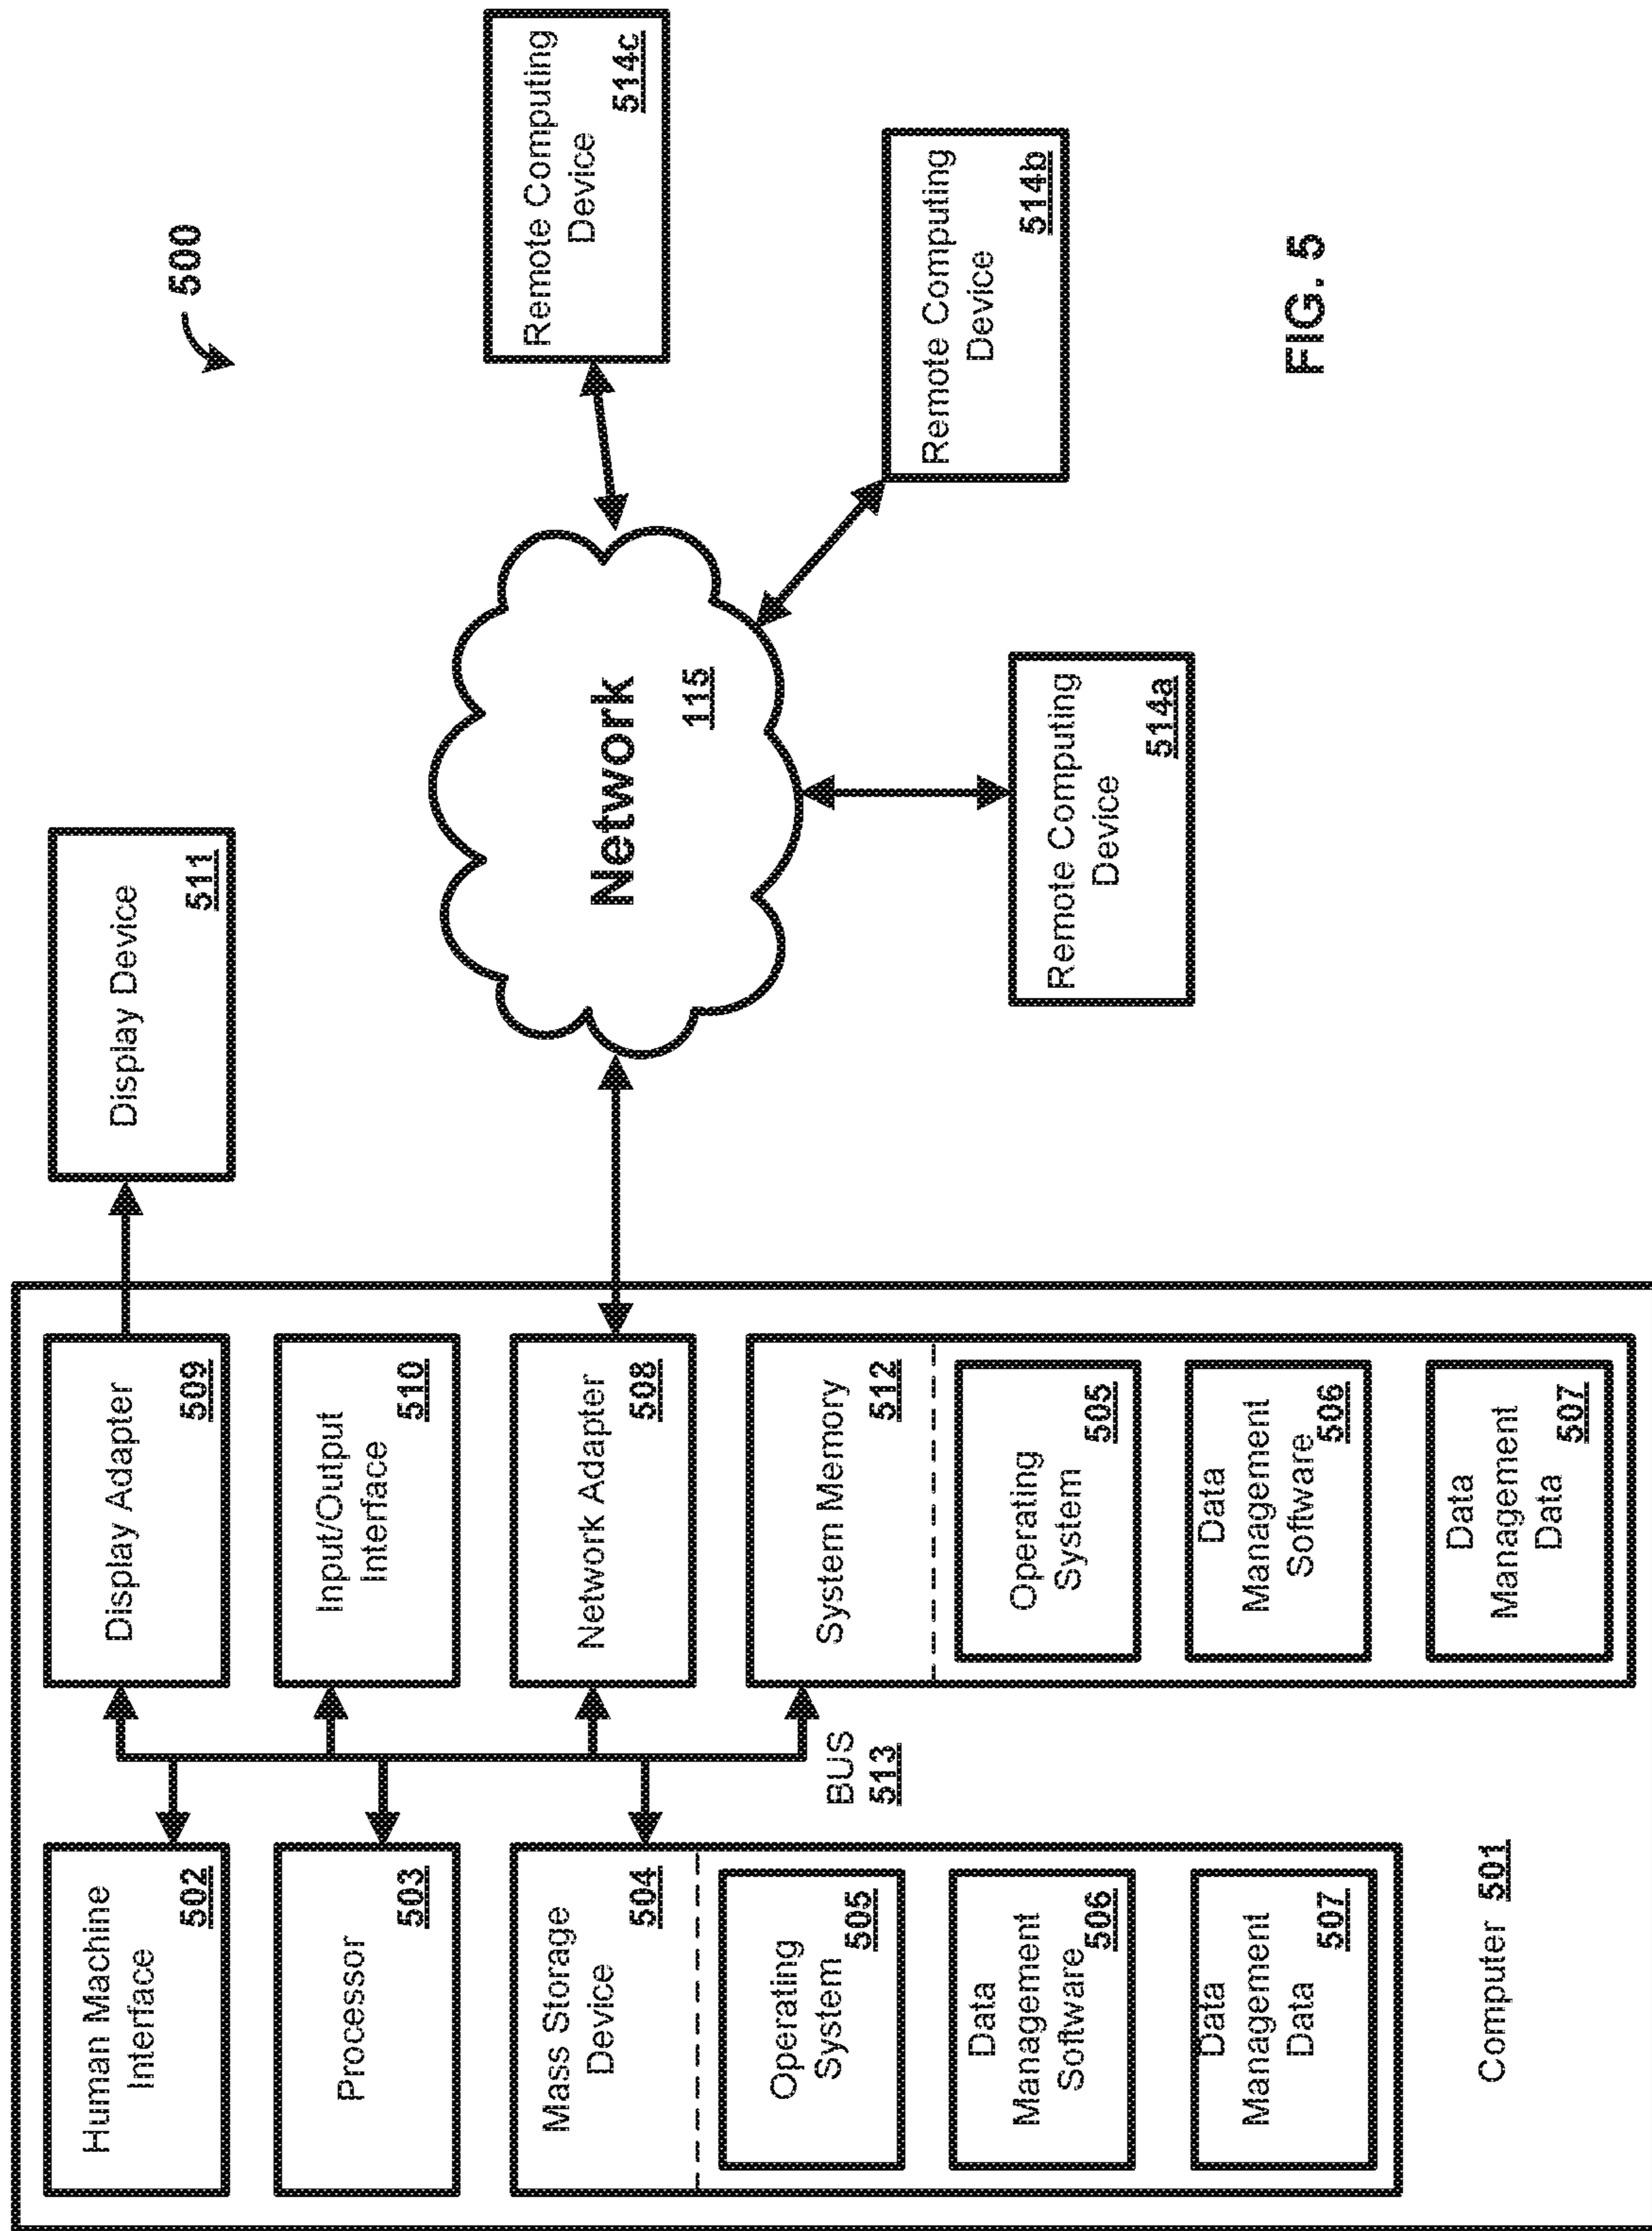 500
Human Machine
Interface
502
Processor
503
Mass Storage
Device
504
Operating
System
505
Data
Management
Software
506
Data
Management
Data
507
Computer 501
BUS
513
Display Adapter
509
Input/Output
Interface
510
Network Adapter
508
System Memory
512
Operating
System
505
Data
Management
Software
506
Data
Management
Data
507
Display Device
511
Network
115
Remote Computing
Device
514a
Remote Computing
Device
514b
Remote Computing
Device
514c
FIG. 5